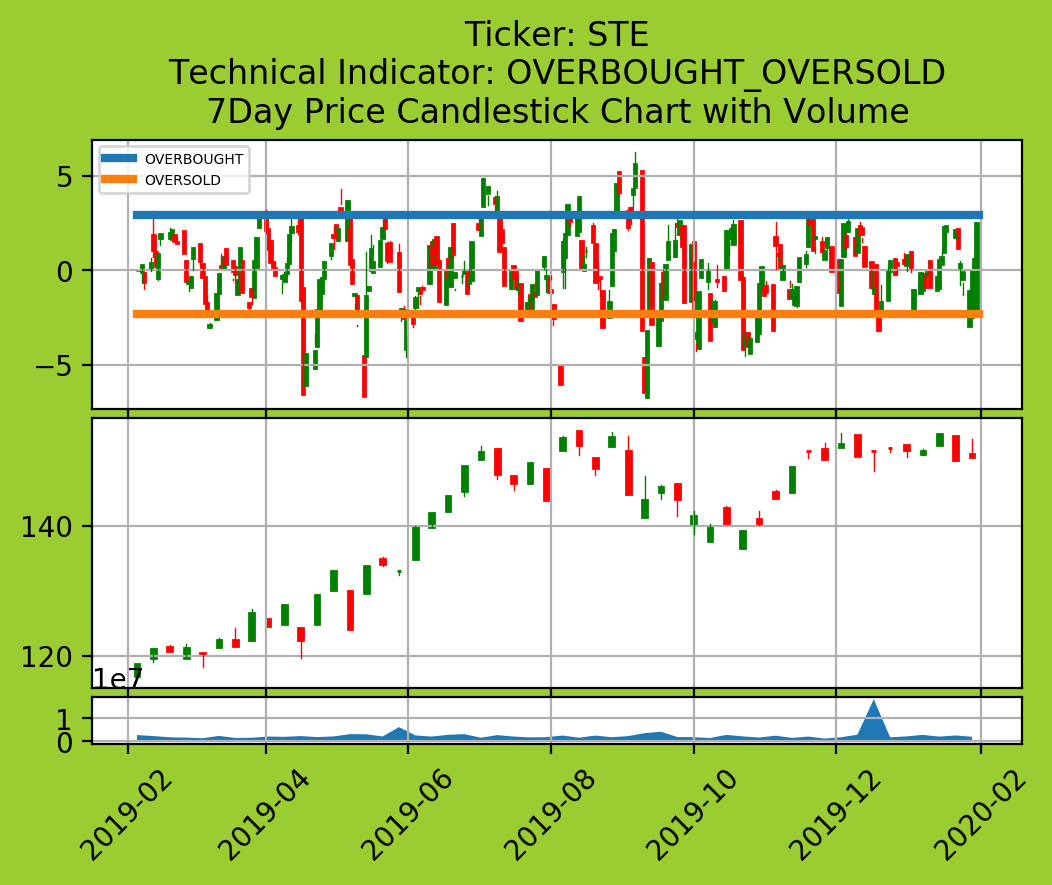 Ticker: STE
Technical Indicator: OVERBOUGHT_OVERSOLD
7Day Price Candlestick Chart with Volume
OVERBOUGHT
OVERSOLD
5
0
−5
140
120
1e7
1
0
2019-02
2019-04
2019-06
2019-08
2019-10
2019-12
2020-02